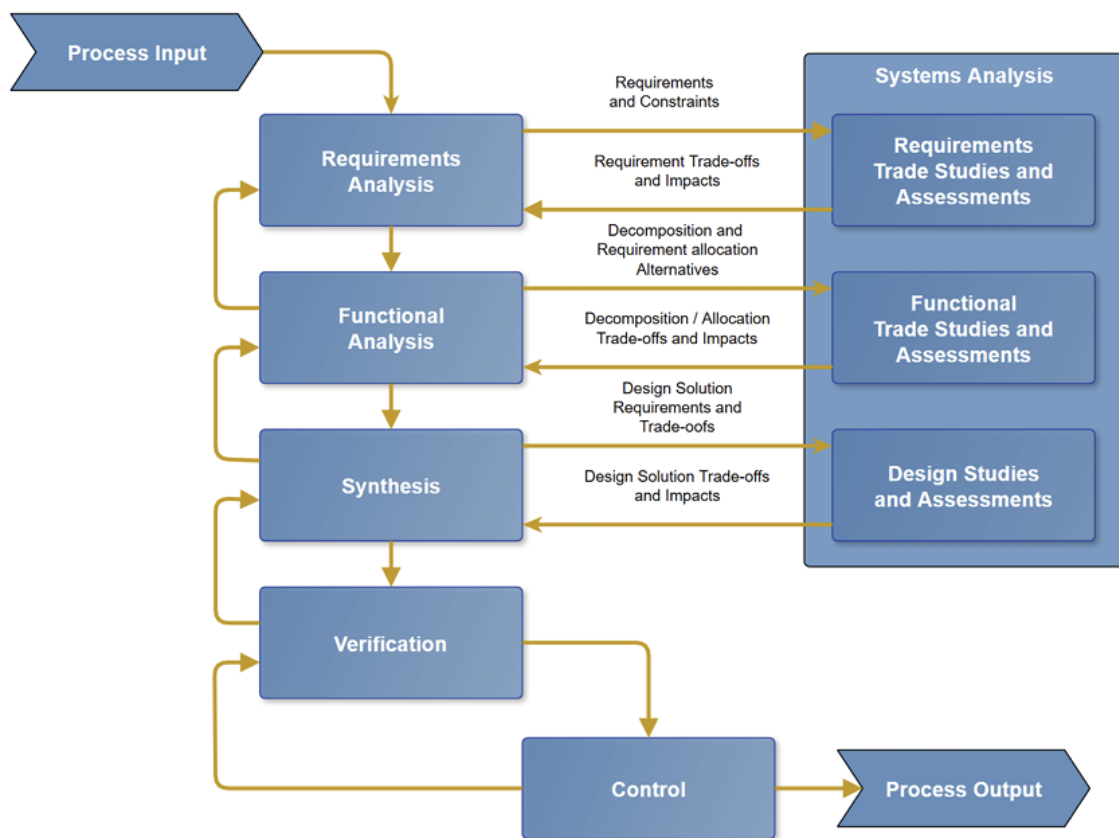 Process Input
Systems Analysis
Requirements
and Constraints
Requirements
Analysis
Requirements
Trade Studies and
Assessments
Requirement Trade-offs
and Impacts
Decomposition and
Requirement allocation
Alternatives
Functional
Analysis
Functional
Trade Studies and
Assessments
Decomposition / Allocation
Trade-offs and Impacts
Design Solution
Requirements and
Trade-oofs
Synthesis
Design Studies
and Assessments
Design Solution Trade-offs
and Impacts
Verification
Control
Process Output